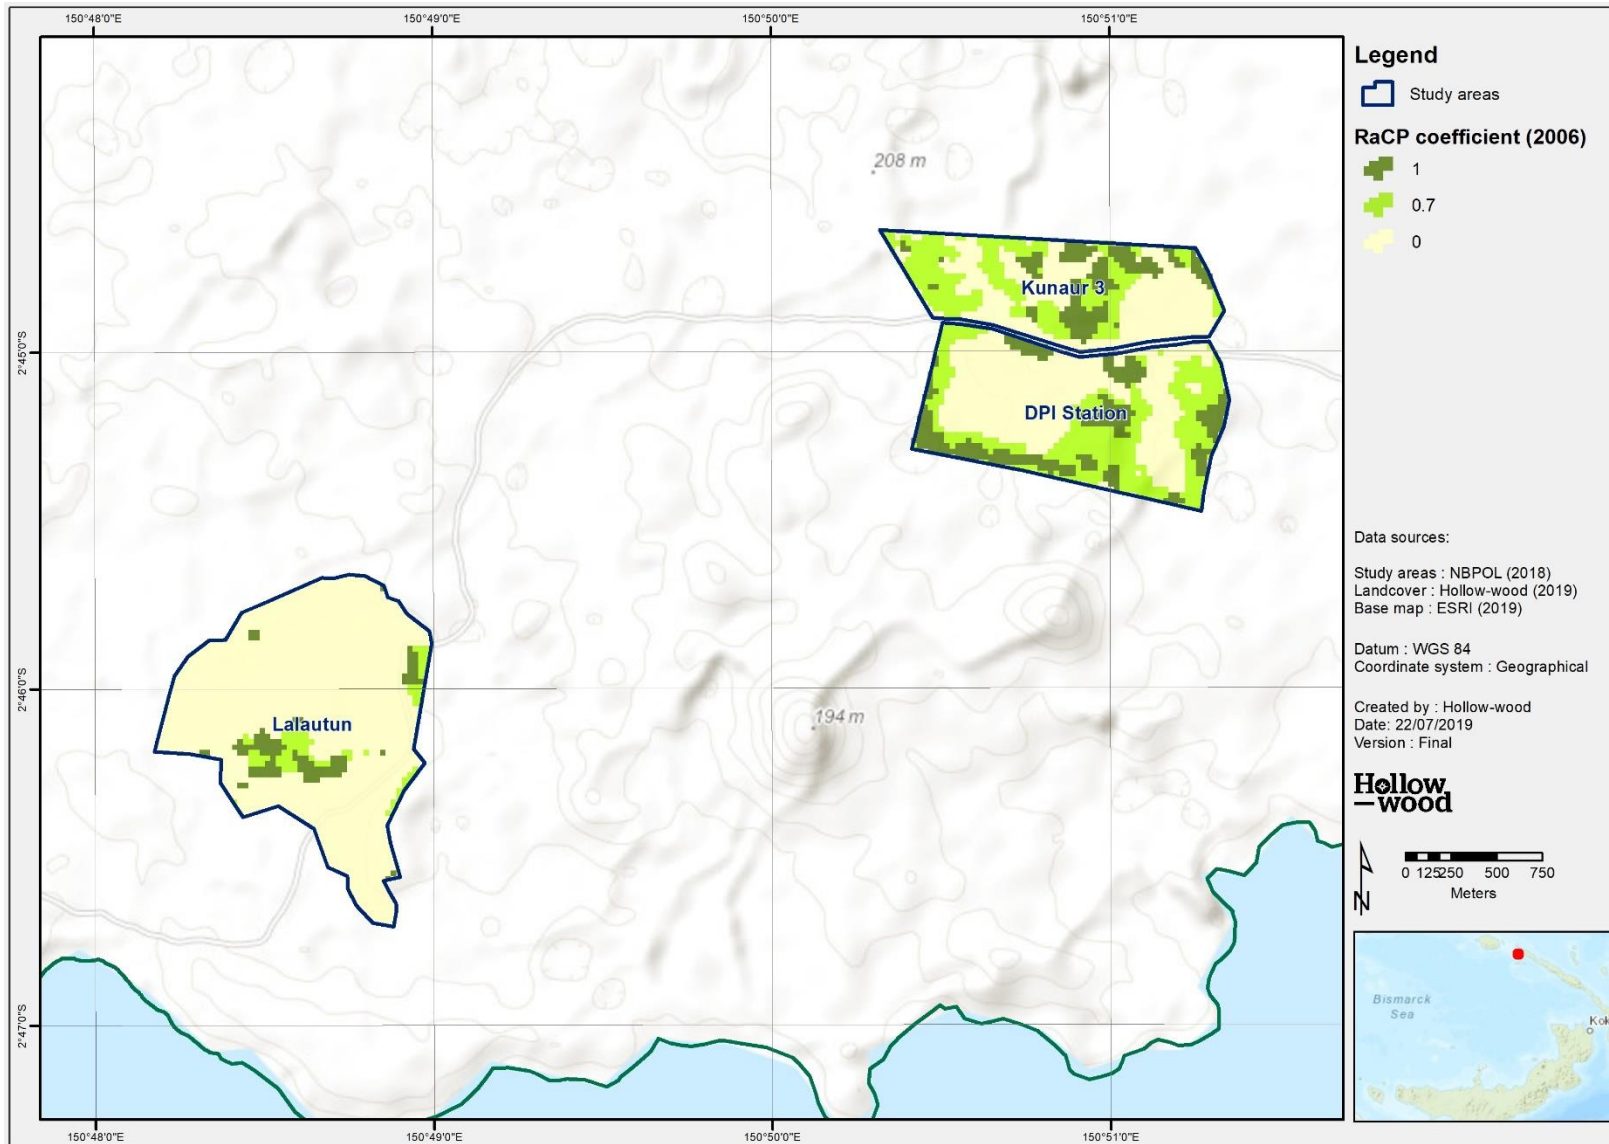 150°48'0"E
150°49'0"E
150°50'0"E
150°51'0"E
2°45'0"S
2°46'0"S
2°47'0"S
208 m
Kunaur 3
DPI Station
Lalautun
194 m
150°48'0"E
150°49'0"E
150°50'0"E
150°51'0"E
Legend
Study areas
RaCP coefficient (2006)
1
0.7
0
Data sources:
Study areas : NBPOL (2018)
Landcover : Hollow-wood (2019)
Base map : ESRI (2019)
Datum : WGS 84
Coordinate system : Geographical
Created by : Hollow-wood
Date: 22/07/2019
Version : Final
Hollow
—wood
N
0 125250 500 750
Meters
Bismarck
Sea
Kok